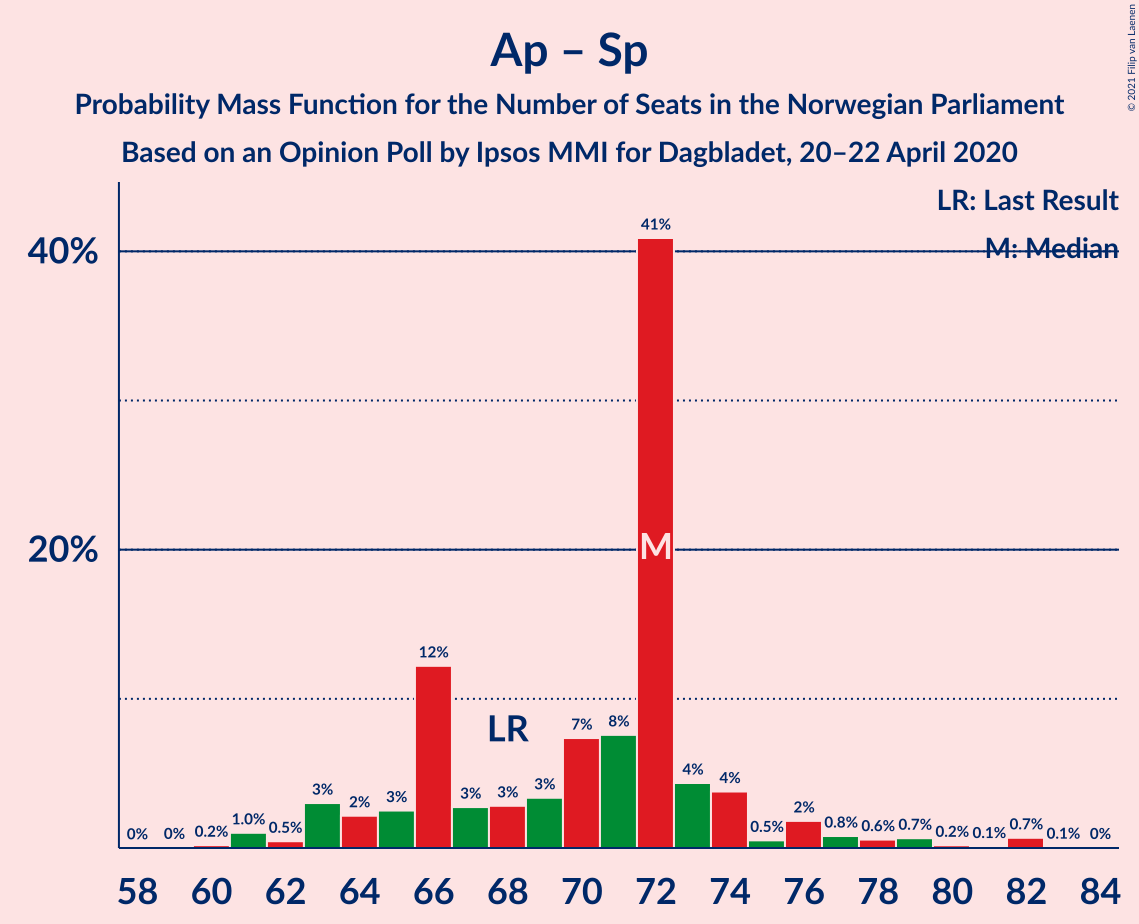 Ap – Sp
Probability Mass Function for the Number of Seats in the Norwegian Parliament
Based on an Opinion Poll by Ipsos MMI for Dagbladet, 20–22 April 2020
© 2021 Filip van Laenen
LR: Last Result
M: Median
40%
20%
0% 0% 0.2% 1.0% 0.5% 3% 2% 3% 12% 3% 3% 3% 7% 8% 41% 4% 4% 0.5% 2% 0.8% 0.6% 0.7% 0.2% 0.1% 0.7% 0.1% 0%
LR
M
58 60 62 64 66 68 70 72 74 76 78 80 82 84